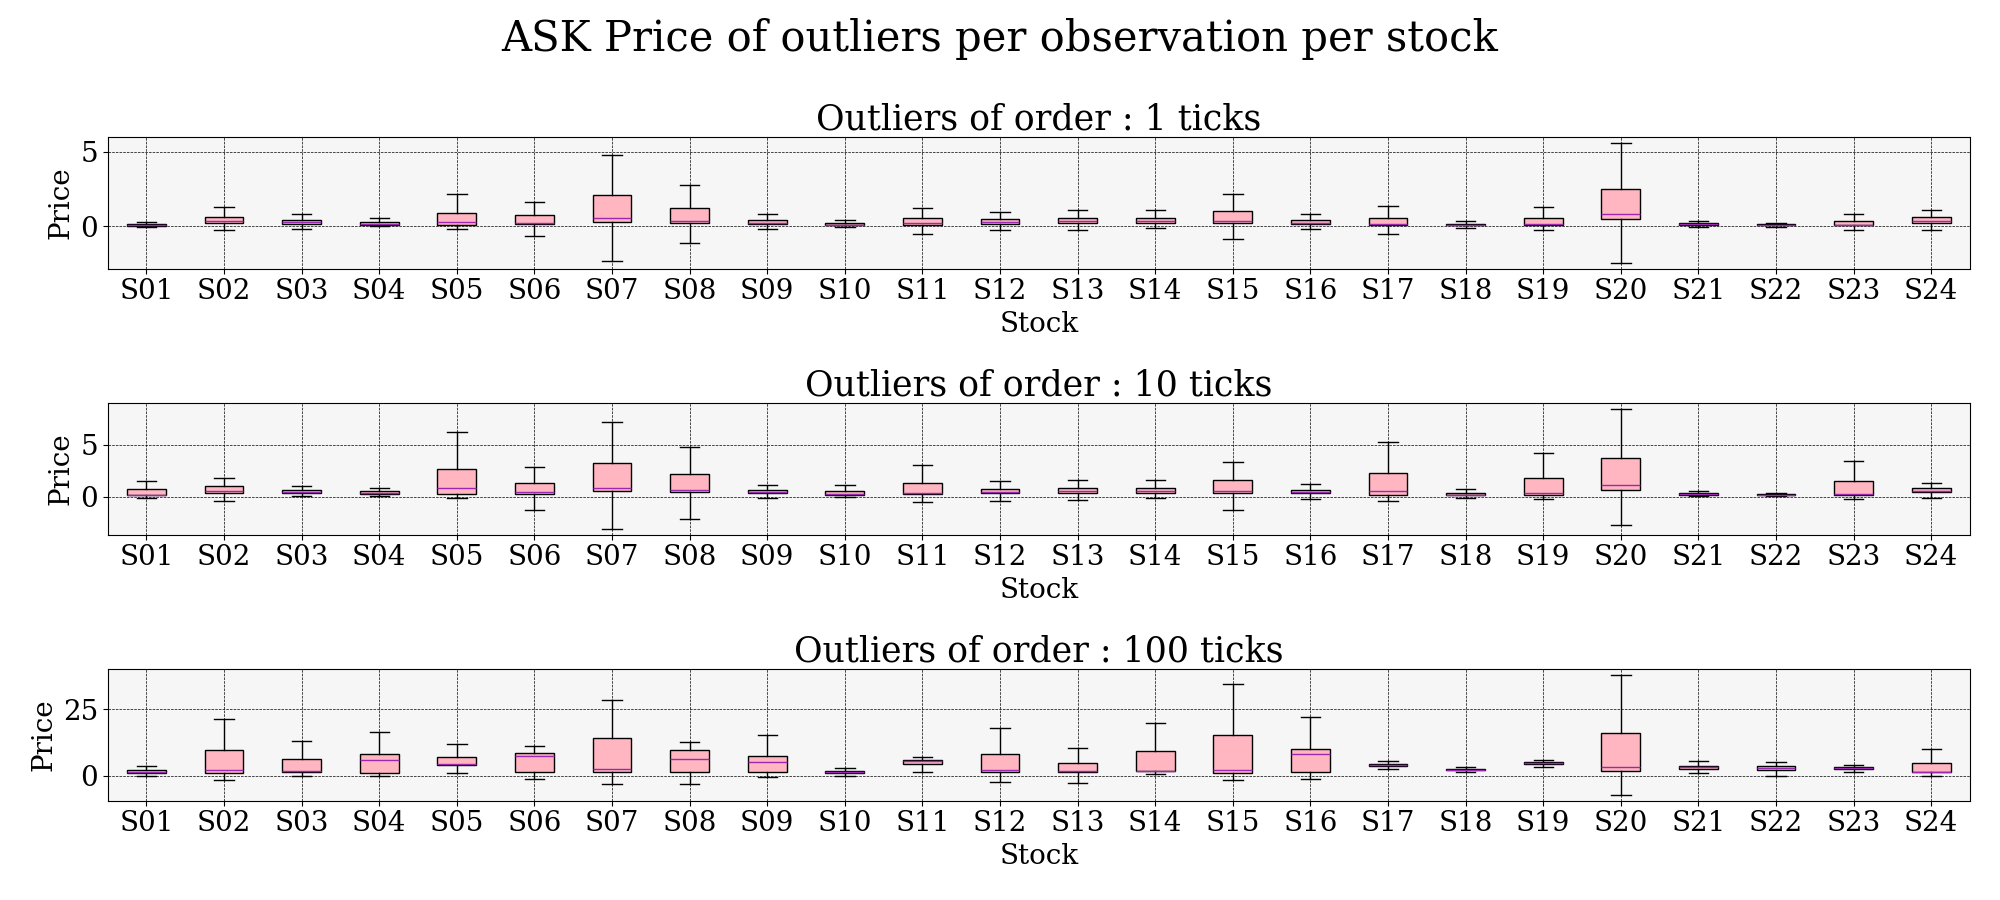 ASK Price of outliers per observation per stock
Outliers of order : 1 ticks
Price
5
0
S01 S02 S03 S04 S05 S06 S07 S08 S09 S10 S11 S12 S13 S14 S15 S16 S17 S18 S19 S20 S21 S22 S23 S24
Stock
Outliers of order : 10 ticks
Price
5
0
S01 S02 S03 S04 S05 S06 S07 S08 S09 S10 S11 S12 S13 S14 S15 S16 S17 S18 S19 S20 S21 S22 S23 S24
Stock
Outliers of order : 100 ticks
Price
25
0
S01 S02 S03 S04 S05 S06 S07 S08 S09 S10 S11 S12 S13 S14 S15 S16 S17 S18 S19 S20 S21 S22 S23 S24
Stock